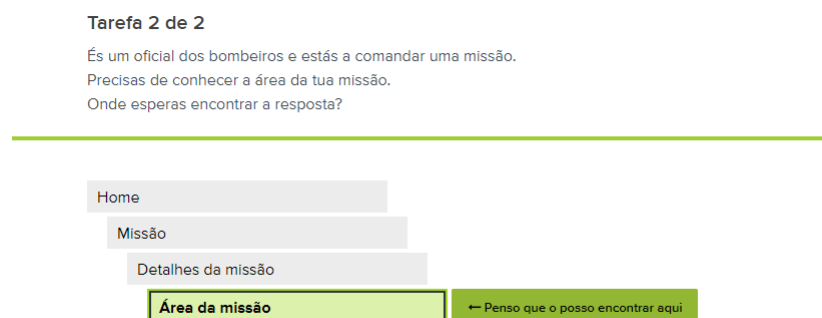 Tarefa 2 de 2
És um oficial dos bombeiros e estás a comandar uma missão.
Precisas de conhecer a área da tua missão.
Onde esperas encontrar a resposta?
Home
Missão
Detalhes da missão
Área da missão
← Penso que o posso encontrar aqui